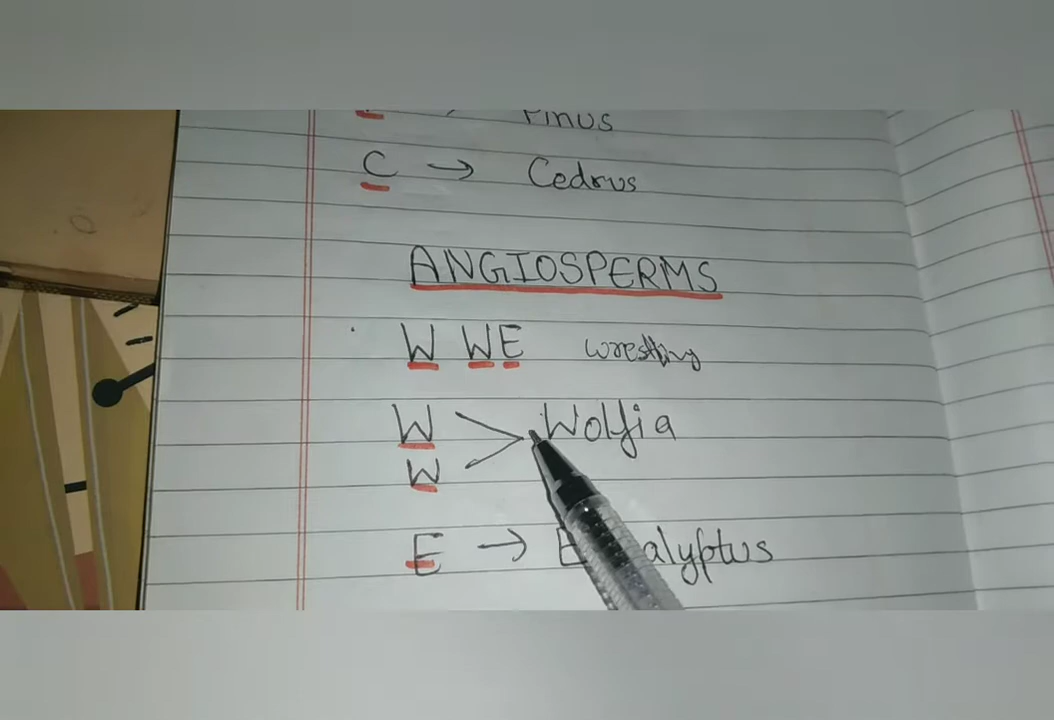 Pinus
C → Cedrus
ANGIOSPERMS
W WE wrestling
W > Wolfia
W
E → alyptus